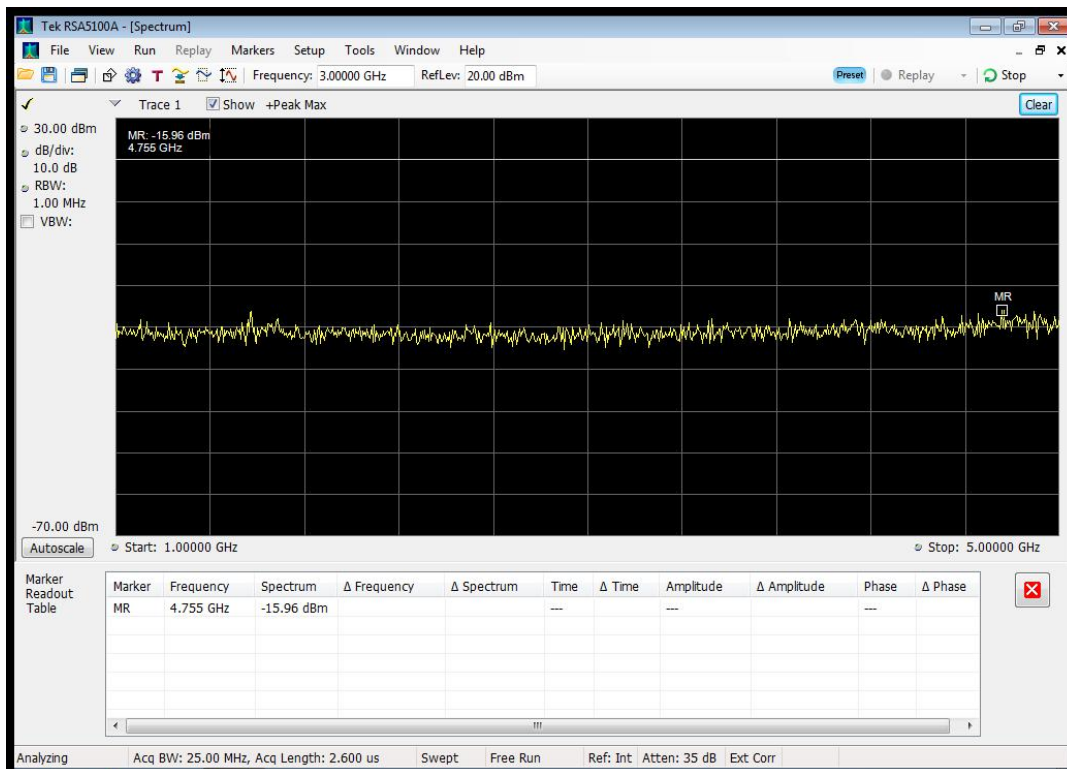 Tek RSA5100A - [Spectrum]
File View Run Replay Markers Setup Tools Window Help
Frequency: 3.00000 GHz RefLev: 20.00 dBm Preset Replay Stop
Trace 1 Show +Peak Max Clear
30.00 dBm
dB/div:
10.0 dB
RBW:
1.00 MHz
VBW:
MR: -15.96 dBm
4.755 GHz
MR
-70.00 dBm
Autoscale Start: 1.00000 GHz Stop: 5.00000 GHz
Marker
Readout
Table
Marker Frequency Spectrum Δ Frequency Δ Spectrum Time Δ Time Amplitude Δ Amplitude Phase Δ Phase
MR 4.755 GHz -15.96 dBm --- --- ---
Analyzing Acq BW: 25.00 MHz, Acq Length: 2.600 us Swept Free Run Ref: Int Atten: 35 dB Ext Corr